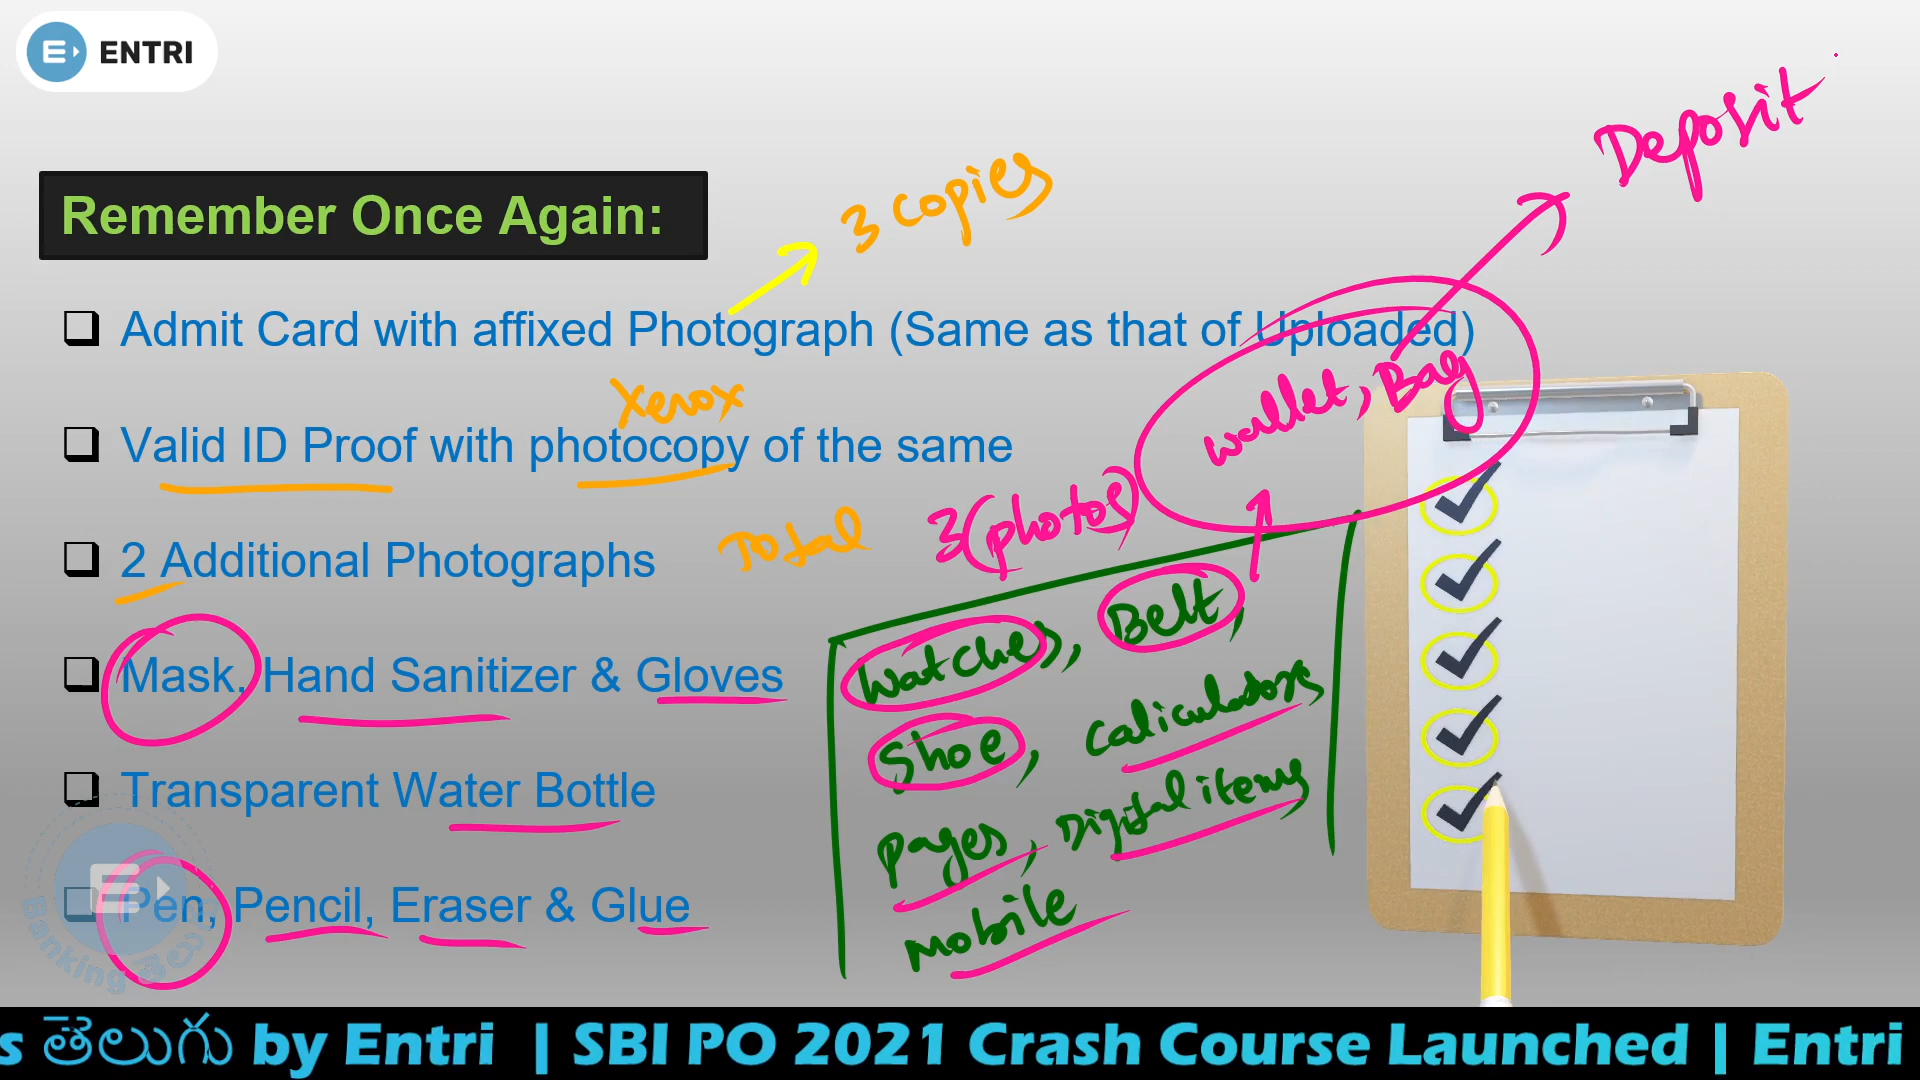 ENTRI
Deposit
3 copies
Remember Once Again:
Admit Card with affixed Photograph (Same as that of Uploaded)
Xerox
wallet, Bag
Valid ID Proof with photocopy of the same
2 Additional Photographs
Total 3(photos)
Mask, Hand Sanitizer & Gloves
watches, Belt,
Shoe, caliculators
Transparent Water Bottle
pages, Digital items
Pen, Pencil, Eraser & Glue
mobile
Banking తెలుగు
s తెలుగు by Entri | SBI PO 2021 Crash Course Launched | Entri